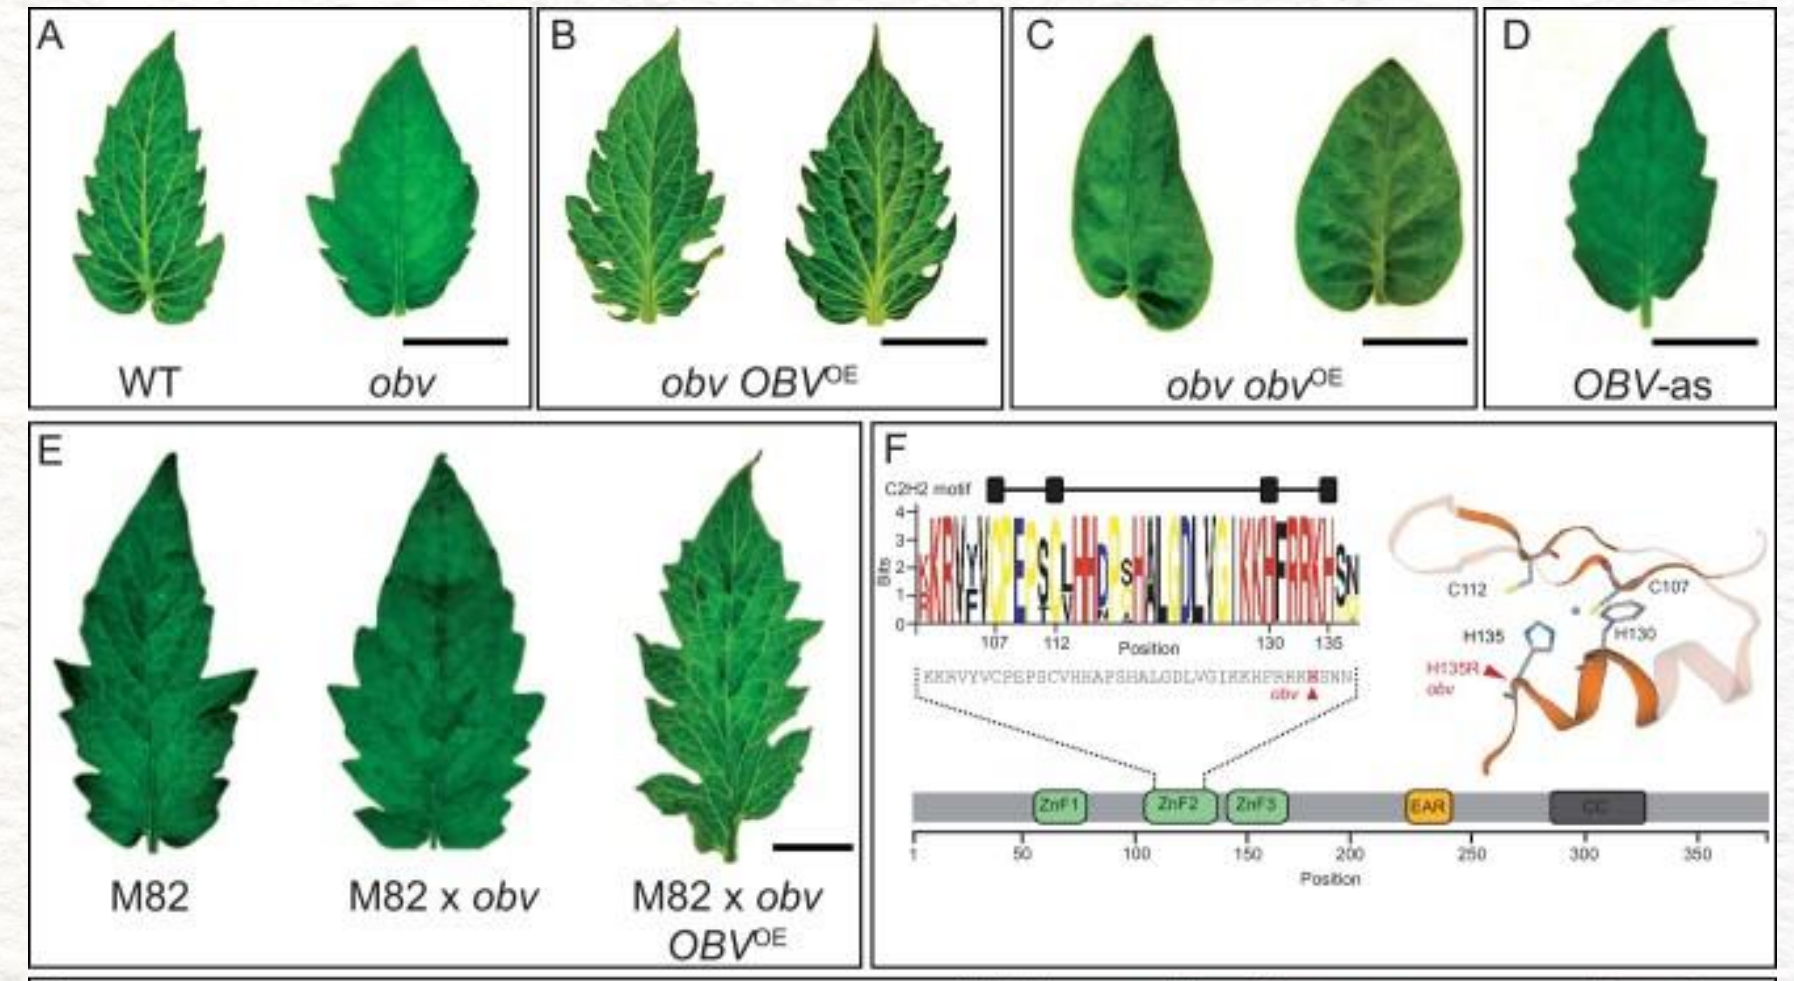 A
WT
obv
B
obv OBV^OE
C
obv obv^OE
D
OBV-as
E
M82
M82 x obv
M82 x obv
OBV^OE
F
C2H2 motif
4
3
2
1
0
Bits
107
112
Position
130
135
KKRVYVCPEPSCVHHAPSHALGDLVGIKKHFRRKHSNN
obv
C112
C107
H135
H130
H135R
obv
ZnF1
ZnF2
ZnF3
EAR
CC
1
50
100
150
200
250
300
350
Position